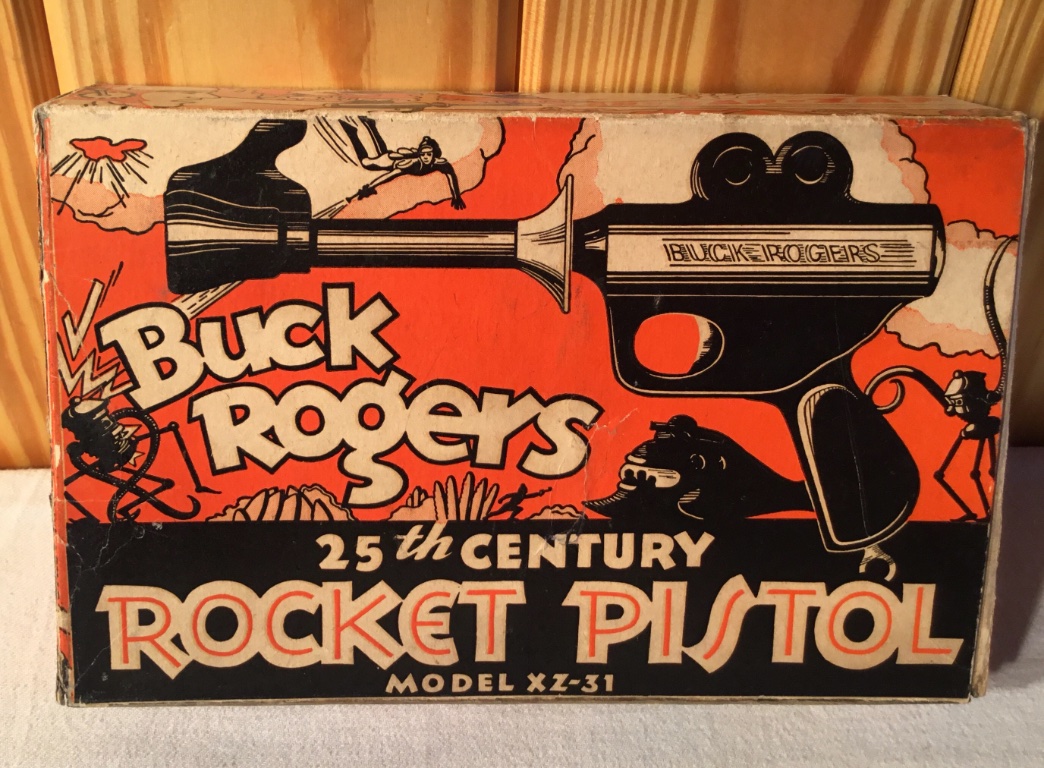 BUCK ROGERS
Buck
Rogers
25th CENTURY
ROCKET PISTOL
MODEL XZ-31